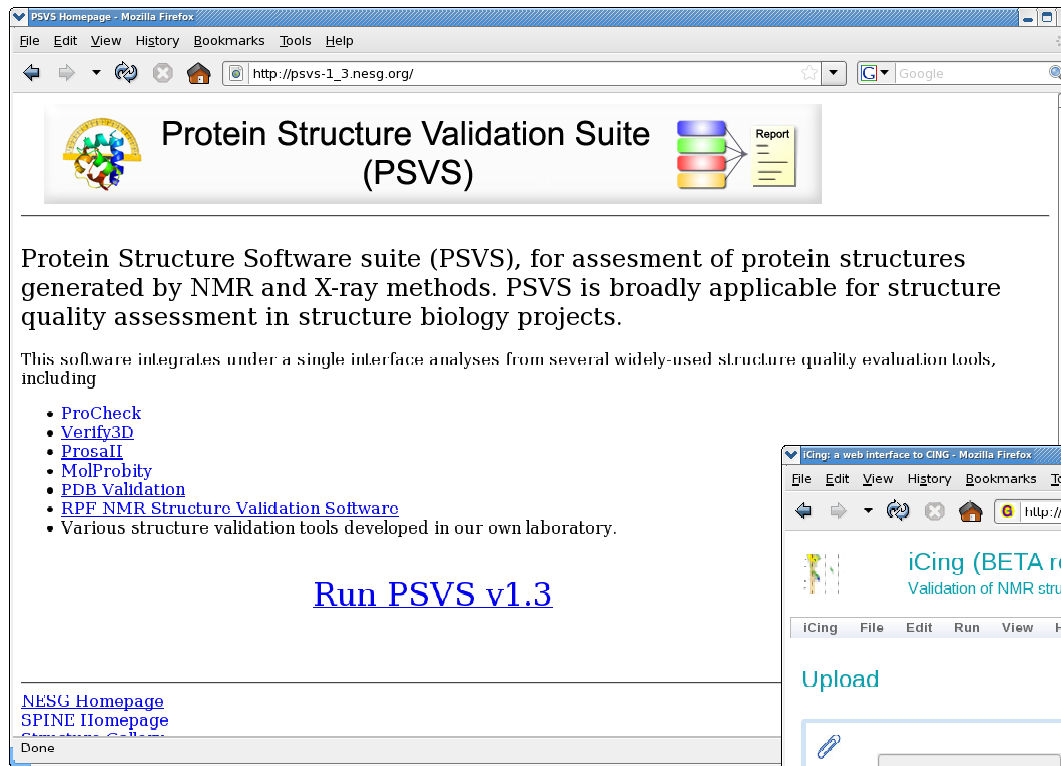 PSVS Homepage - Mozilla Firefox
File Edit View History Bookmarks Tools Help
http://psvs-1_3.nesg.org/
G Google
Protein Structure Validation Suite
(PSVS)
Report
Protein Structure Software suite (PSVS), for assesment of protein structures
generated by NMR and X-ray methods. PSVS is broadly applicable for structure
quality assessment in structure biology projects.
This software integrates under a single interface analyses from several widely-used structure quality evaluation tools,
including
• ProCheck
• Verify3D
• ProsaII
• MolProbity
• PDB Validation
• RPF NMR Structure Validation Software
• Various structure validation tools developed in our own laboratory.
Run PSVS v1.3
NESG Homepage
SPINE Homepage
Structure Gallery
Done
iCing: a web interface to CING - Mozilla Firefox
File Edit View History Bookmarks
G http://
iCing (BETA
Validation of NMR
iCing File Edit Run View
Upload